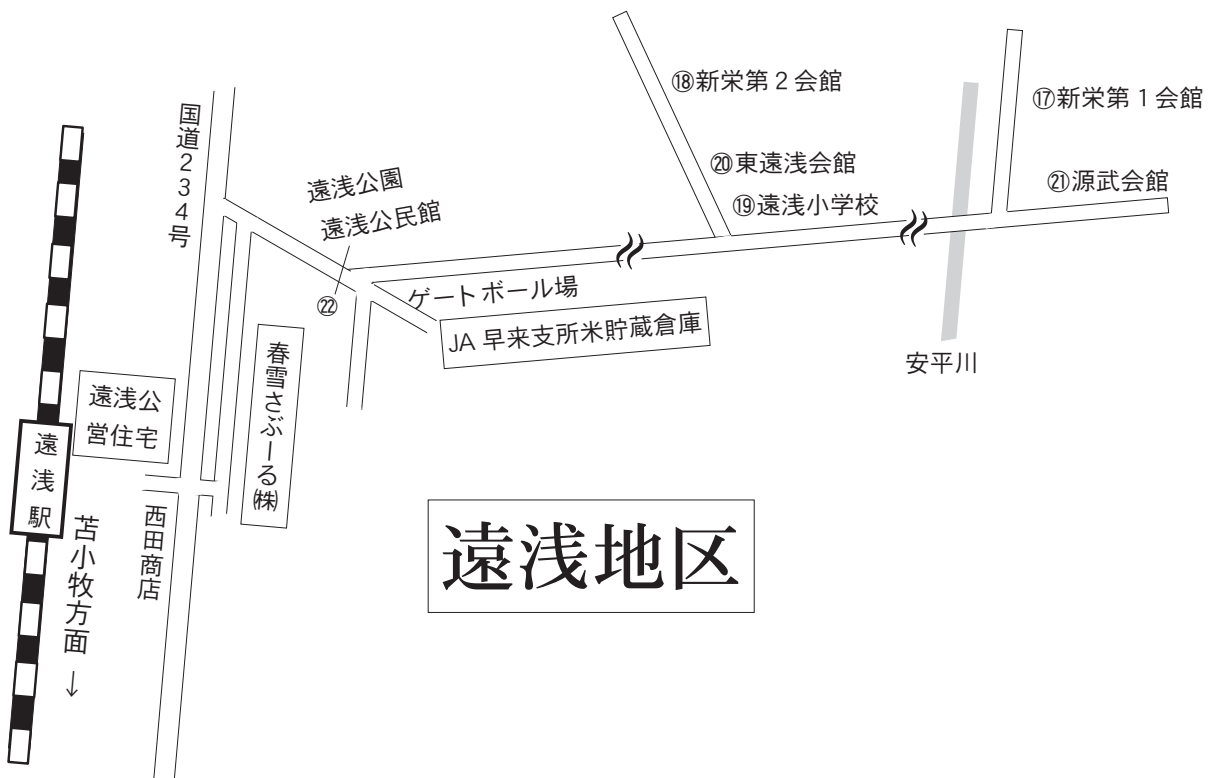 ⑱新栄第２会館
⑰新栄第１会館
国道２３４号
⑳東遠浅会館
⑲遠浅小学校
㉑源武会館
遠浅公園
遠浅公民館
㉒
ゲートボール場
JA 早来支所米貯蔵倉庫
安平川
春雪さぶーる㈱
遠浅公
営住宅
遠浅駅
苫小牧方面 →
西田商店
遠浅地区